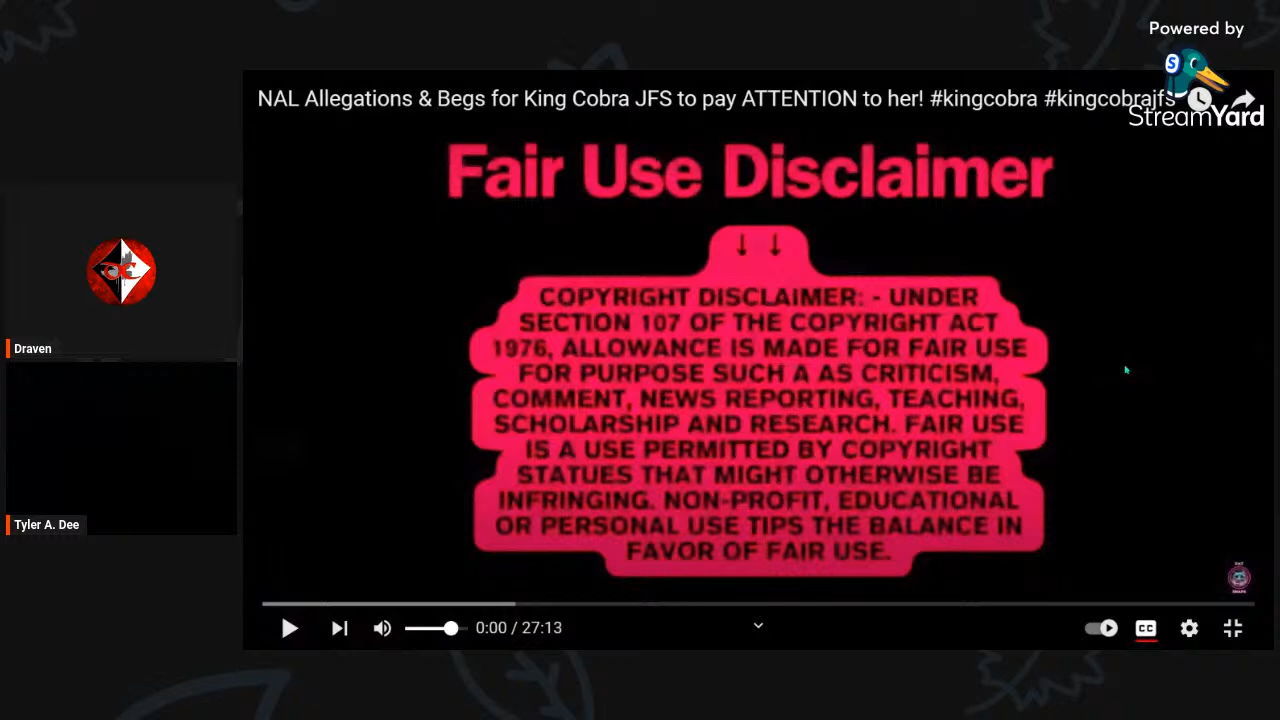 Powered by
StreamYard
NAL Allegations & Begs for King Cobra JFS to pay ATTENTION to her! #kingcobra #kingcobrajfs
Fair Use Disclaimer
↓ ↓
COPYRIGHT DISCLAIMER: - UNDER
SECTION 107 OF THE COPYRIGHT ACT
1976, ALLOWANCE IS MADE FOR FAIR USE
FOR PURPOSE SUCH A AS CRITICISM,
COMMENT, NEWS REPORTING, TEACHING,
SCHOLARSHIP AND RESEARCH. FAIR USE
IS A USE PERMITTED BY COPYRIGHT
STATUES THAT MIGHT OTHERWISE BE
INFRINGING. NON-PROFIT, EDUCATIONAL
OR PERSONAL USE TIPS THE BALANCE IN
FAVOR OF FAIR USE.
Draven
Tyler A. Dee
0:00 / 27:13
CC